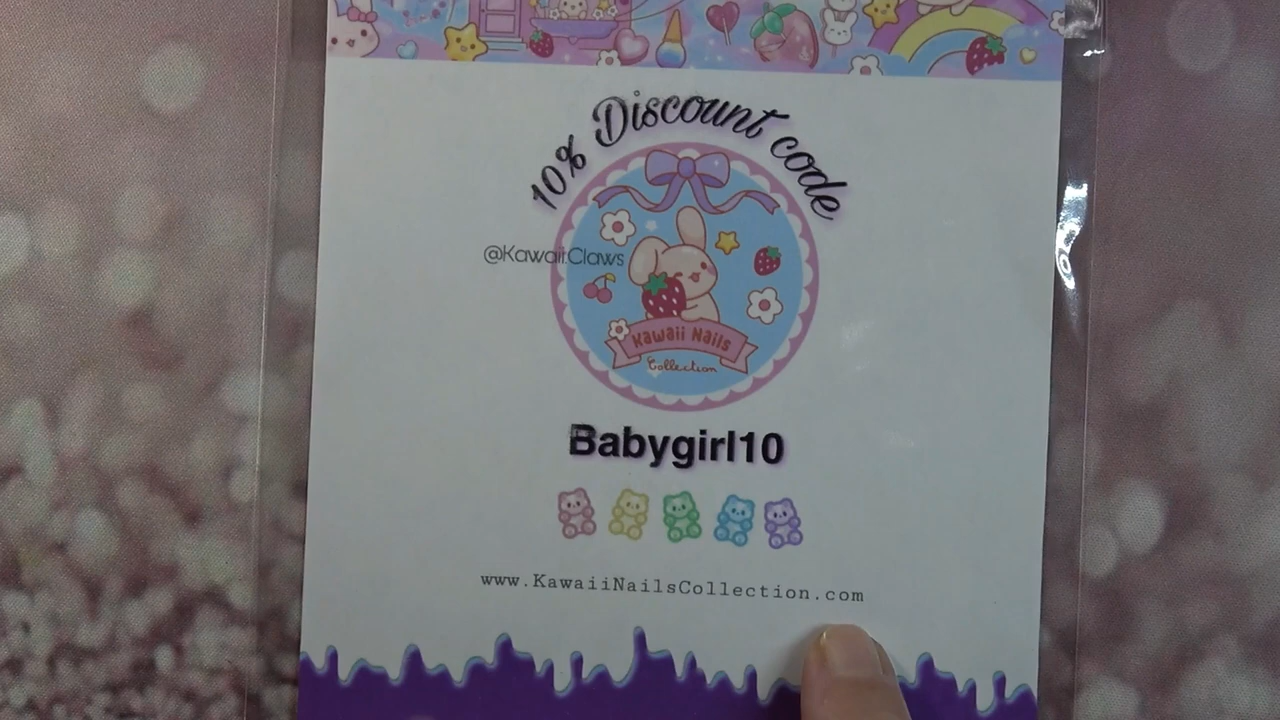 10% Discount code
@Kawaii.Claws
Kawaii Nails
Collection
Babygirl10
www.KawaiiNailsCollection.com